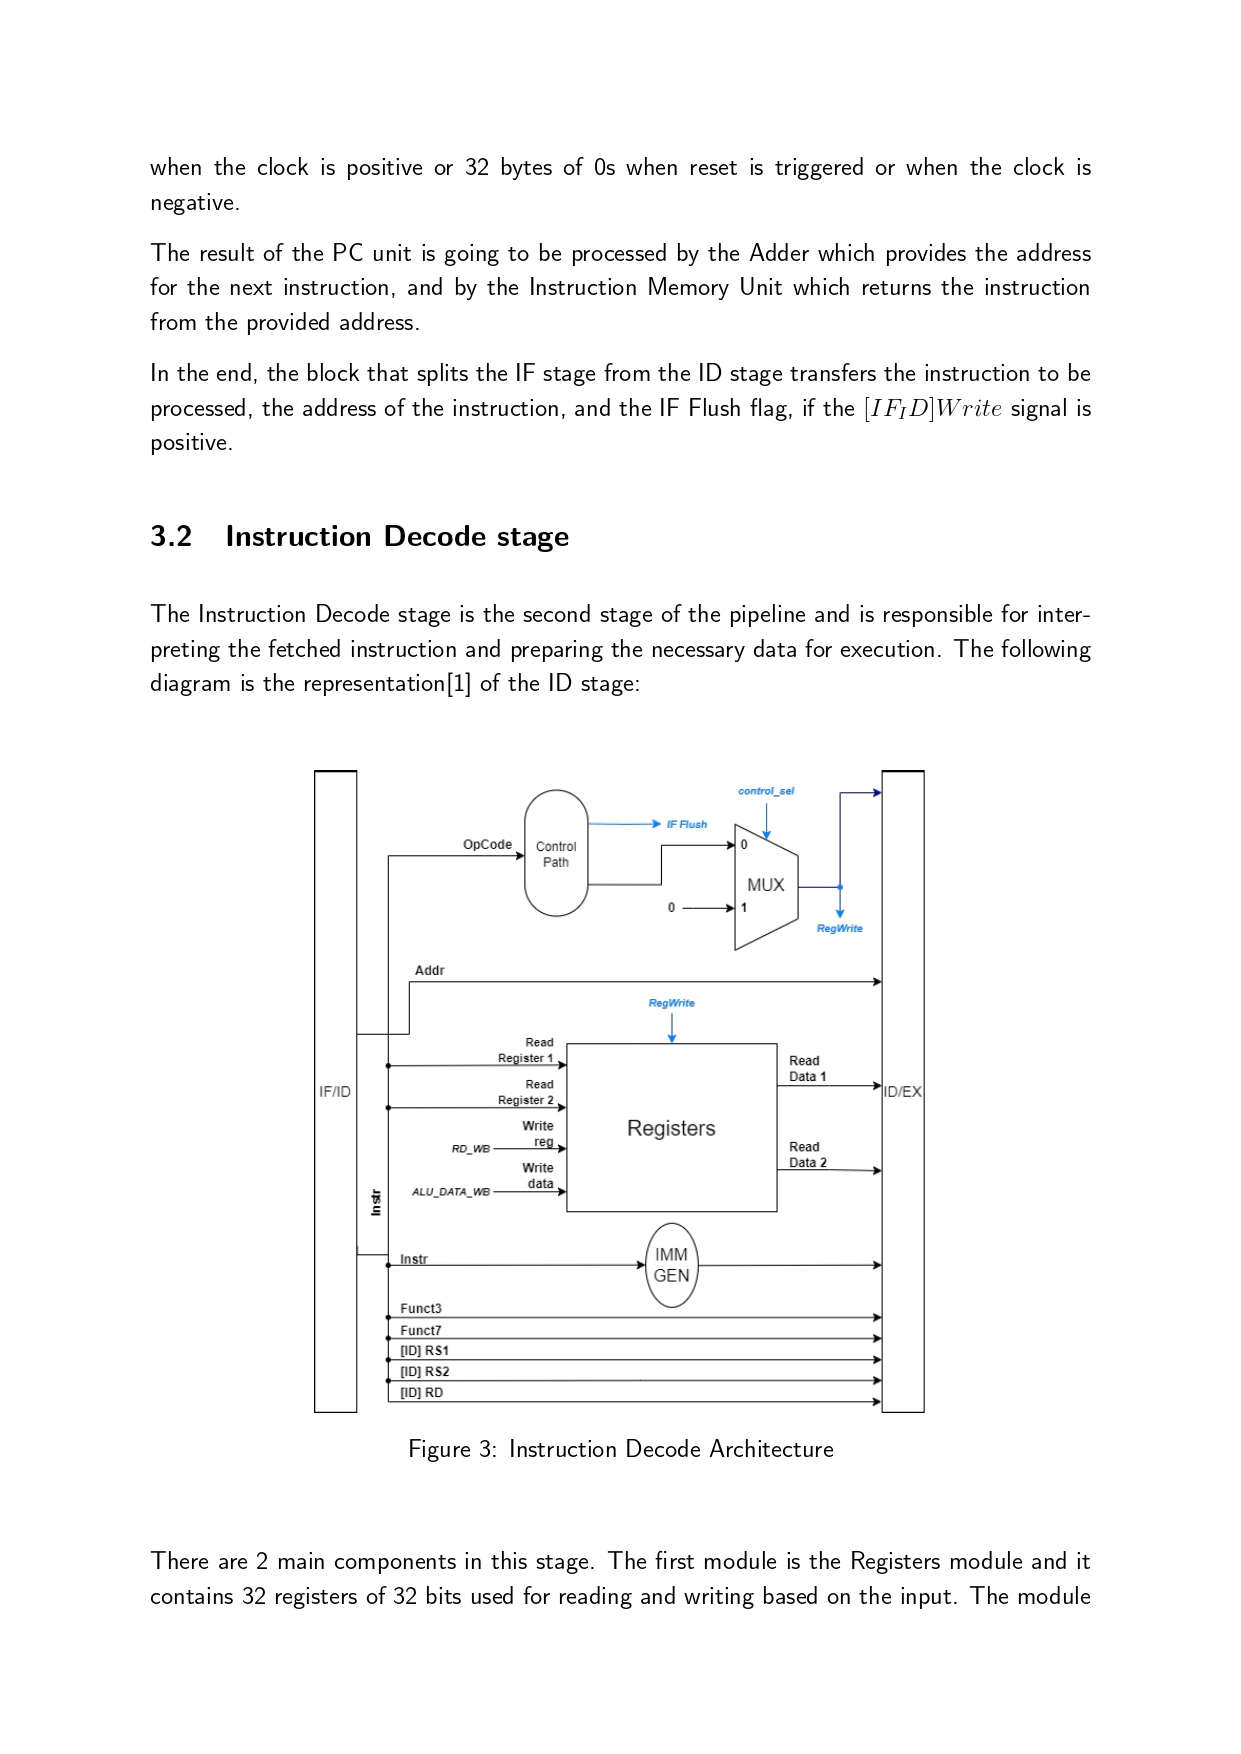 when the clock is positive or 32 bytes of 0s when reset is triggered or when the clock is
negative.
The result of the PC unit is going to be processed by the Adder which provides the address
for the next instruction, and by the Instruction Memory Unit which returns the instruction
from the provided address.
In the end, the block that splits the IF stage from the ID stage transfers the instruction to be
processed, the address of the instruction, and the IF Flush flag, if the [IF_ID]Write signal is
positive.
3.2 Instruction Decode stage
The Instruction Decode stage is the second stage of the pipeline and is responsible for inter-
preting the fetched instruction and preparing the necessary data for execution. The following
diagram is the representation[1] of the ID stage:
control_sel
IF Flush
OpCode
Control
Path
0
MUX
0
1
RegWrite
Addr
RegWrite
Read
Register 1
Read
Register 2
Write
reg
RD_WB
Write
data
ALU_DATA_WB
Registers
Read
Data 1
Read
Data 2
IF/ID
ID/EX
Instr
Instr
IMM
GEN
Funct3
Funct7
[ID] RS1
[ID] RS2
[ID] RD
Figure 3: Instruction Decode Architecture
There are 2 main components in this stage. The first module is the Registers module and it
contains 32 registers of 32 bits used for reading and writing based on the input. The module